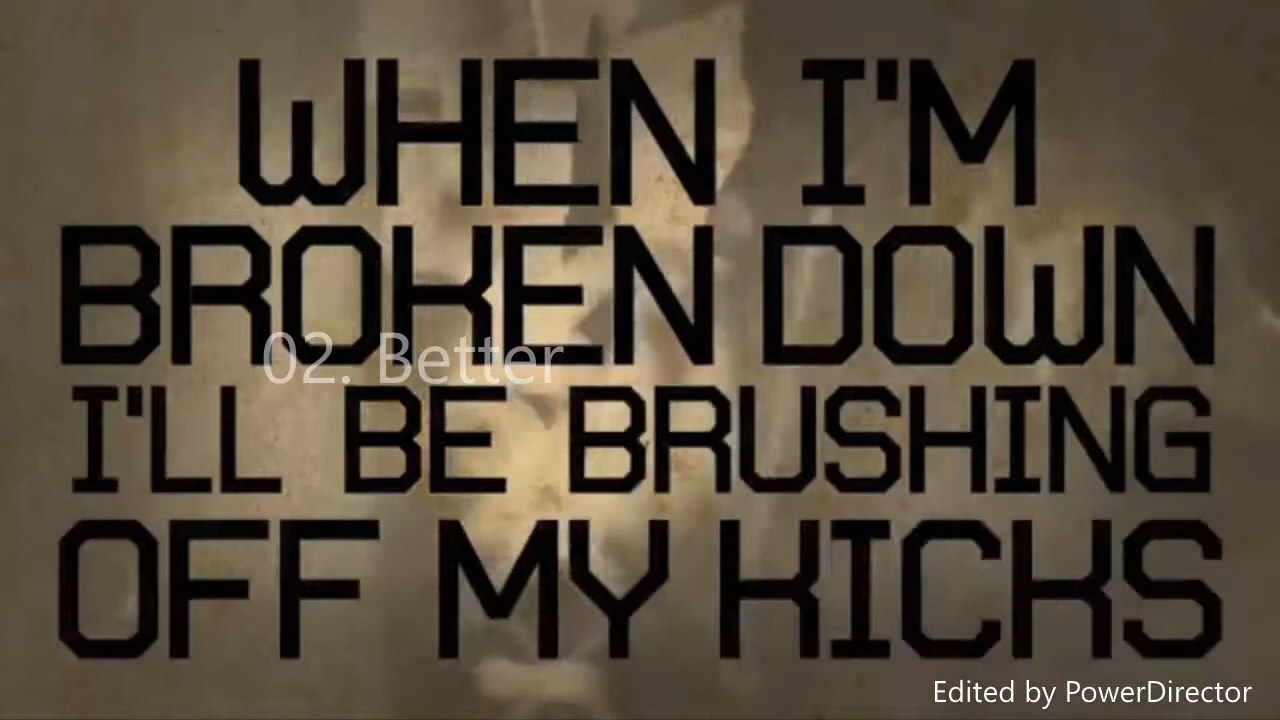 WHEN I'M
BROKEN DOWN
02. Better
I'LL BE BRUSHING
OFF MY KICKS
Edited by PowerDirector